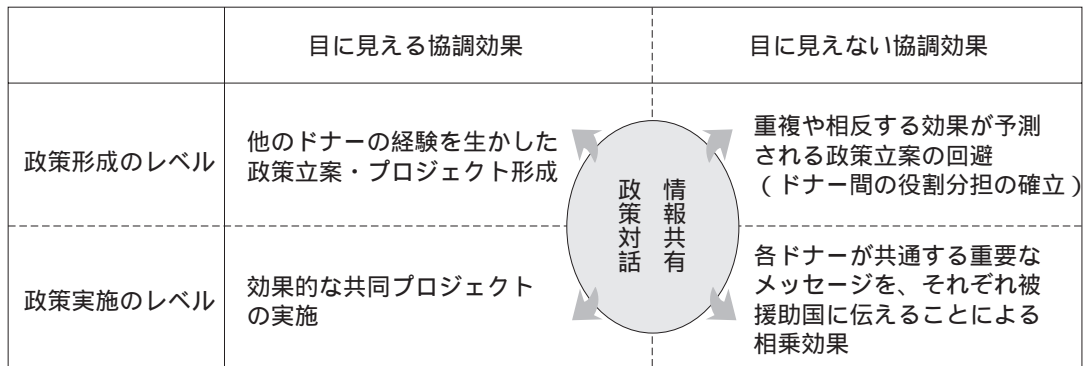 目に見える協調効果
目に見えない協調効果
政策形成のレベル
他のドナーの経験を生かした
政策立案・プロジェクト形成
重複や相反する効果が予測
される政策立案の回避
(ドナー間の役割分担の確立)
情報共有
政策対話
政策実施のレベル
効果的な共同プロジェクト
の実施
各ドナーが共通する重要な
メッセージを、それぞれ被
援助国に伝えることによる
相乗効果